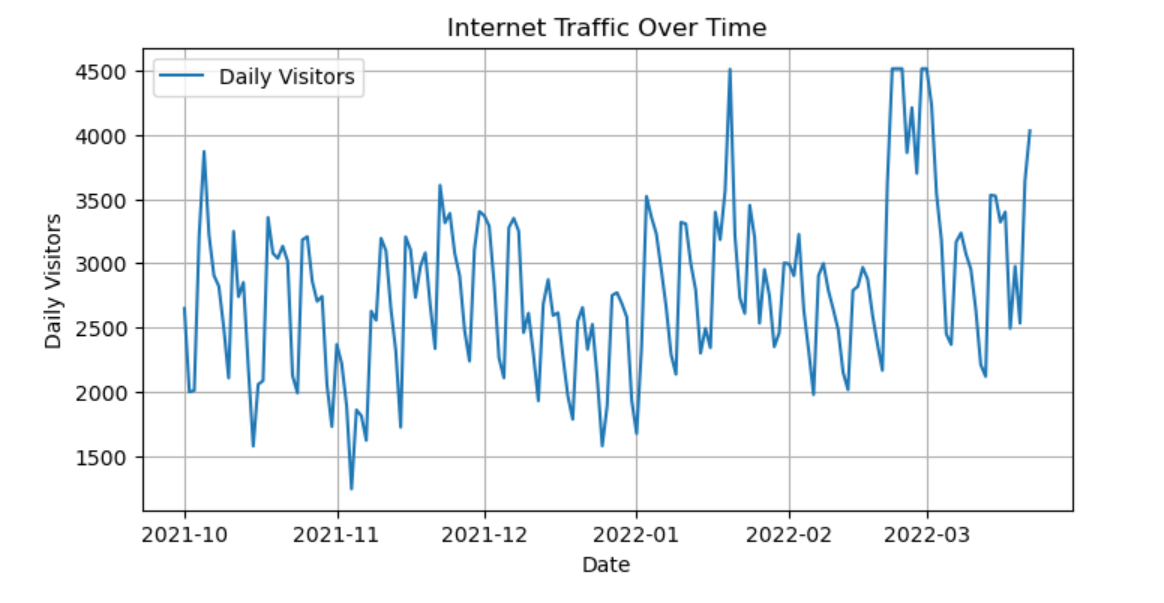 Internet Traffic Over Time
Daily Visitors
4500
4000
3500
3000
2500
2000
1500
Daily Visitors
2021-10 2021-11 2021-12 2022-01 2022-02 2022-03
Date